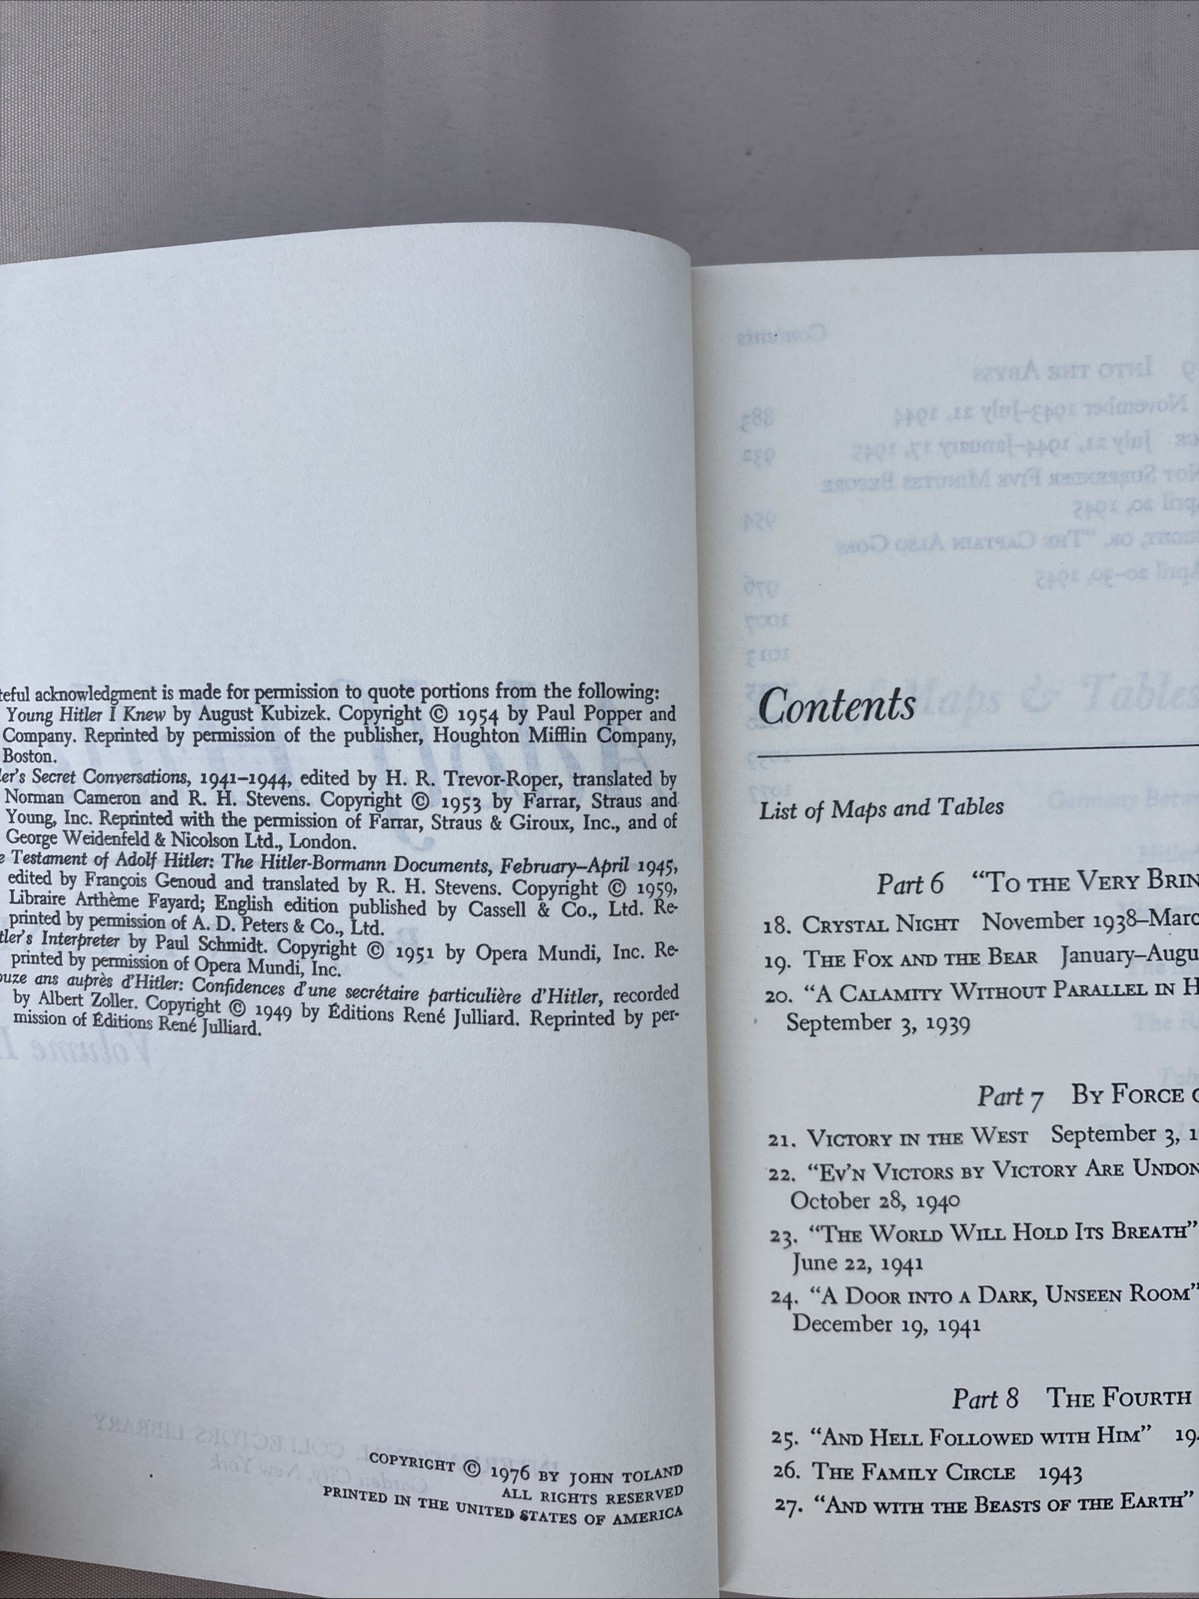 teful acknowledgment is made for permission to quote portions from the following:
Young Hitler I Knew by August Kubizek. Copyright © 1954 by Paul Popper and
Company. Reprinted by permission of the publisher, Houghton Mifflin Company,
Boston.
ler's Secret Conversations, 1941–1944, edited by H. R. Trevor-Roper, translated by
Norman Cameron and R. H. Stevens. Copyright © 1953 by Farrar, Straus and
Young, Inc. Reprinted with the permission of Farrar, Straus & Giroux, Inc., and of
George Weidenfeld & Nicolson Ltd., London.
e Testament of Adolf Hitler: The Hitler-Bormann Documents, February–April 1945,
edited by François Genoud and translated by R. H. Stevens. Copyright © 1959,
Libraire Arthème Fayard; English edition published by Cassell & Co., Ltd. Re-
printed by permission of A. D. Peters & Co., Ltd.
tler's Interpreter by Paul Schmidt. Copyright © 1951 by Opera Mundi, Inc. Re-
printed by permission of Opera Mundi, Inc.
ouze ans auprès d'Hitler: Confidences d'une secrétaire particulière d'Hitler, recorded
by Albert Zoller. Copyright © 1949 by Éditions René Julliard. Reprinted by per-
mission of Éditions René Julliard.
COPYRIGHT © 1976 BY JOHN TOLAND
ALL RIGHTS RESERVED
PRINTED IN THE UNITED STATES OF AMERICA
Contents
List of Maps and Tables
Part 6 "TO THE VERY BRIN
18. CRYSTAL NIGHT November 1938–Marc
19. THE FOX AND THE BEAR January–Augu
20. "A CALAMITY WITHOUT PARALLEL IN H
September 3, 1939
Part 7 BY FORCE O
21. VICTORY IN THE WEST September 3, 1
22. "EV'N VICTORS BY VICTORY ARE UNDON
October 28, 1940
23. "THE WORLD WILL HOLD ITS BREATH"
June 22, 1941
24. "A DOOR INTO A DARK, UNSEEN ROOM"
December 19, 1941
Part 8 THE FOURTH
25. "AND HELL FOLLOWED WITH HIM" 194
26. THE FAMILY CIRCLE 1943
27. "AND WITH THE BEASTS OF THE EARTH"